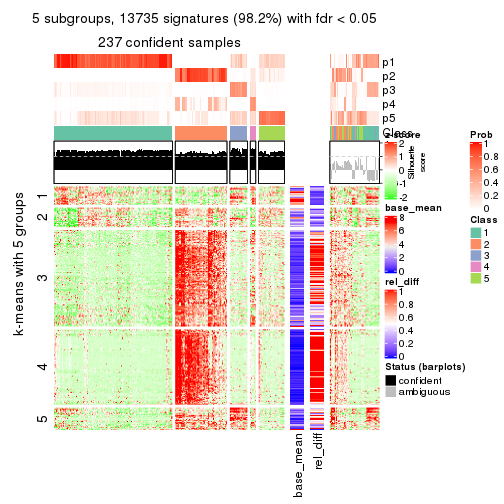 5 subgroups, 13735 signatures (98.2%) with fdr < 0.05
237 confident samples
p1
p2
p3
p4
p5
Class
Silhouette
score
k-means with 5 groups
1
2
3
4
5
base_mean
rel_diff
z-score
2
1
0
-1
-2
base_mean
8
6
4
2
0
rel_diff
1
0.8
0.6
0.4
0.2
0
Status (barplots)
confident
ambiguous
Prob
1
0.8
0.6
0.4
0.2
0
Class
1
2
3
4
5